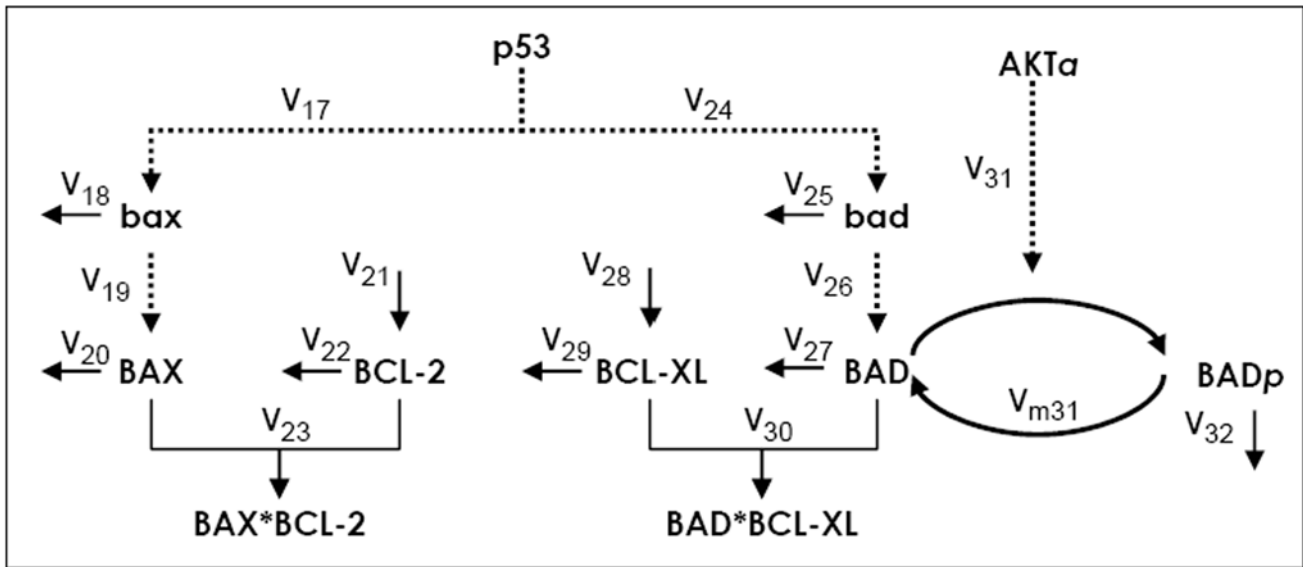 p53
AKTa
V17
V24
V31
V18
bax
V25
bad
V19
V21
V28
V26
V20
BAX
V22
BCL-2
V29
BCL-XL
V27
BAD
Vm31
BADp
V32
V23
V30
BAX*BCL-2
BAD*BCL-XL